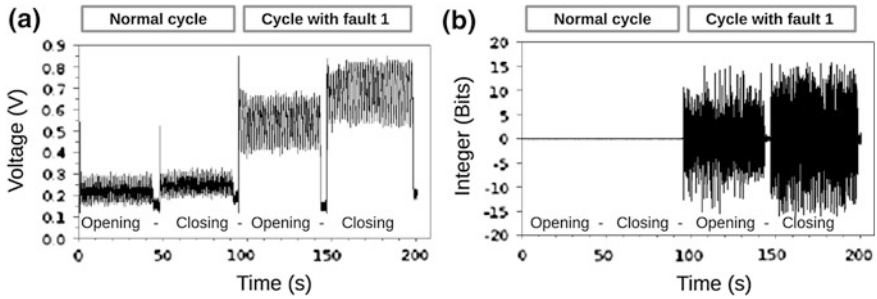 (a)
Normal cycle
Cycle with fault 1
Voltage (V)
0.9
0.8
0.7
0.6
0.5
0.4
0.3
0.2
0.1
0.0
Opening - Closing - Opening - Closing
0 50 100 150 200
Time (s)
(b)
Normal cycle
Cycle with fault 1
Integer (Bits)
20
15
10
5
0
-5
-10
-15
-20
Opening - Closing - Opening - Closing
0 50 100 150 200
Time (s)